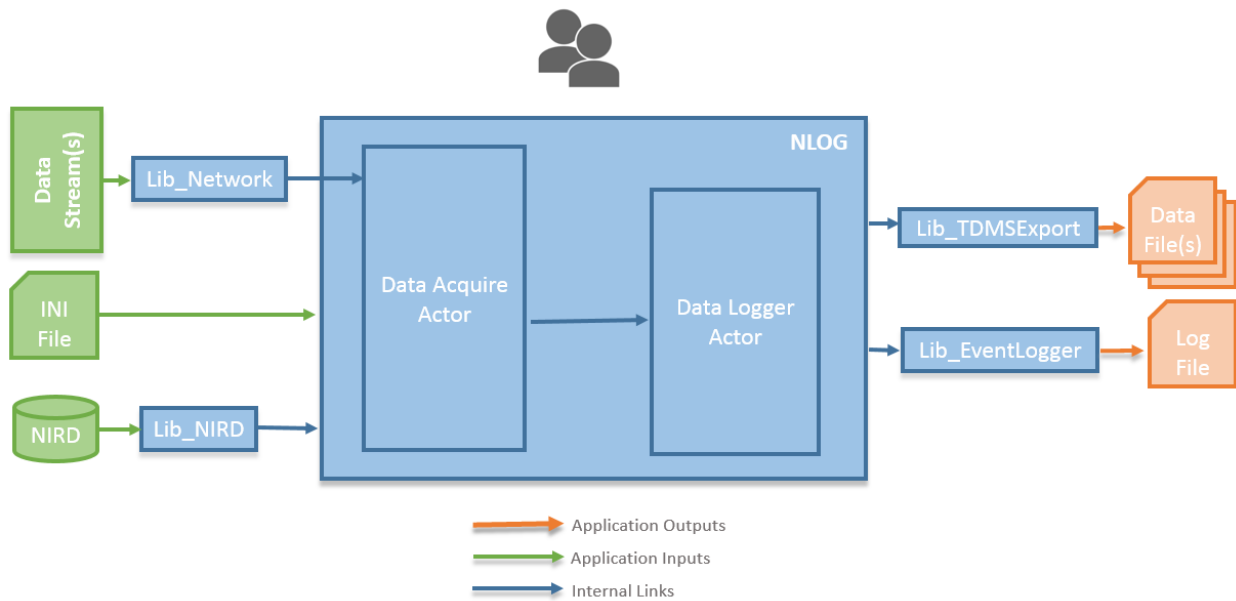 Data
Stream(s)
Lib_Network
INI
File
NIRD
Lib_NIRD
NLOG
Data Acquire
Actor
Data Logger
Actor
Lib_TDMSExport
Data
File(s)
Lib_EventLogger
Log
File
Application Outputs
Application Inputs
Internal Links